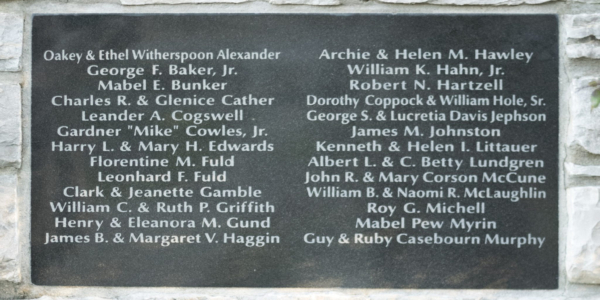 Oakey & Ethel Witherspoon Alexander
George F. Baker, Jr.
Mabel E. Bunker
Charles R. & Glenice Cather
Leander A. Cogswell
Gardner "Mike" Cowles, Jr.
Harry L. & Mary H. Edwards
Florentine M. Fuld
Leonhard F. Fuld
Clark & Jeanette Gamble
William C. & Ruth P. Griffith
Henry & Eleanora M. Gund
James B. & Margaret V. Haggin
Archie & Helen M. Hawley
William K. Hahn, Jr.
Robert N. Hartzell
Dorothy Coppock & William Hole, Sr.
George S. & Lucretia Davis Jephson
James M. Johnston
Kenneth & Helen I. Littauer
Albert L. & C. Betty Lundgren
John R. & Mary Corson McCune
William B. & Naomi R. McLaughlin
Roy G. Michell
Mabel Pew Myrin
Guy & Ruby Casebourn Murphy